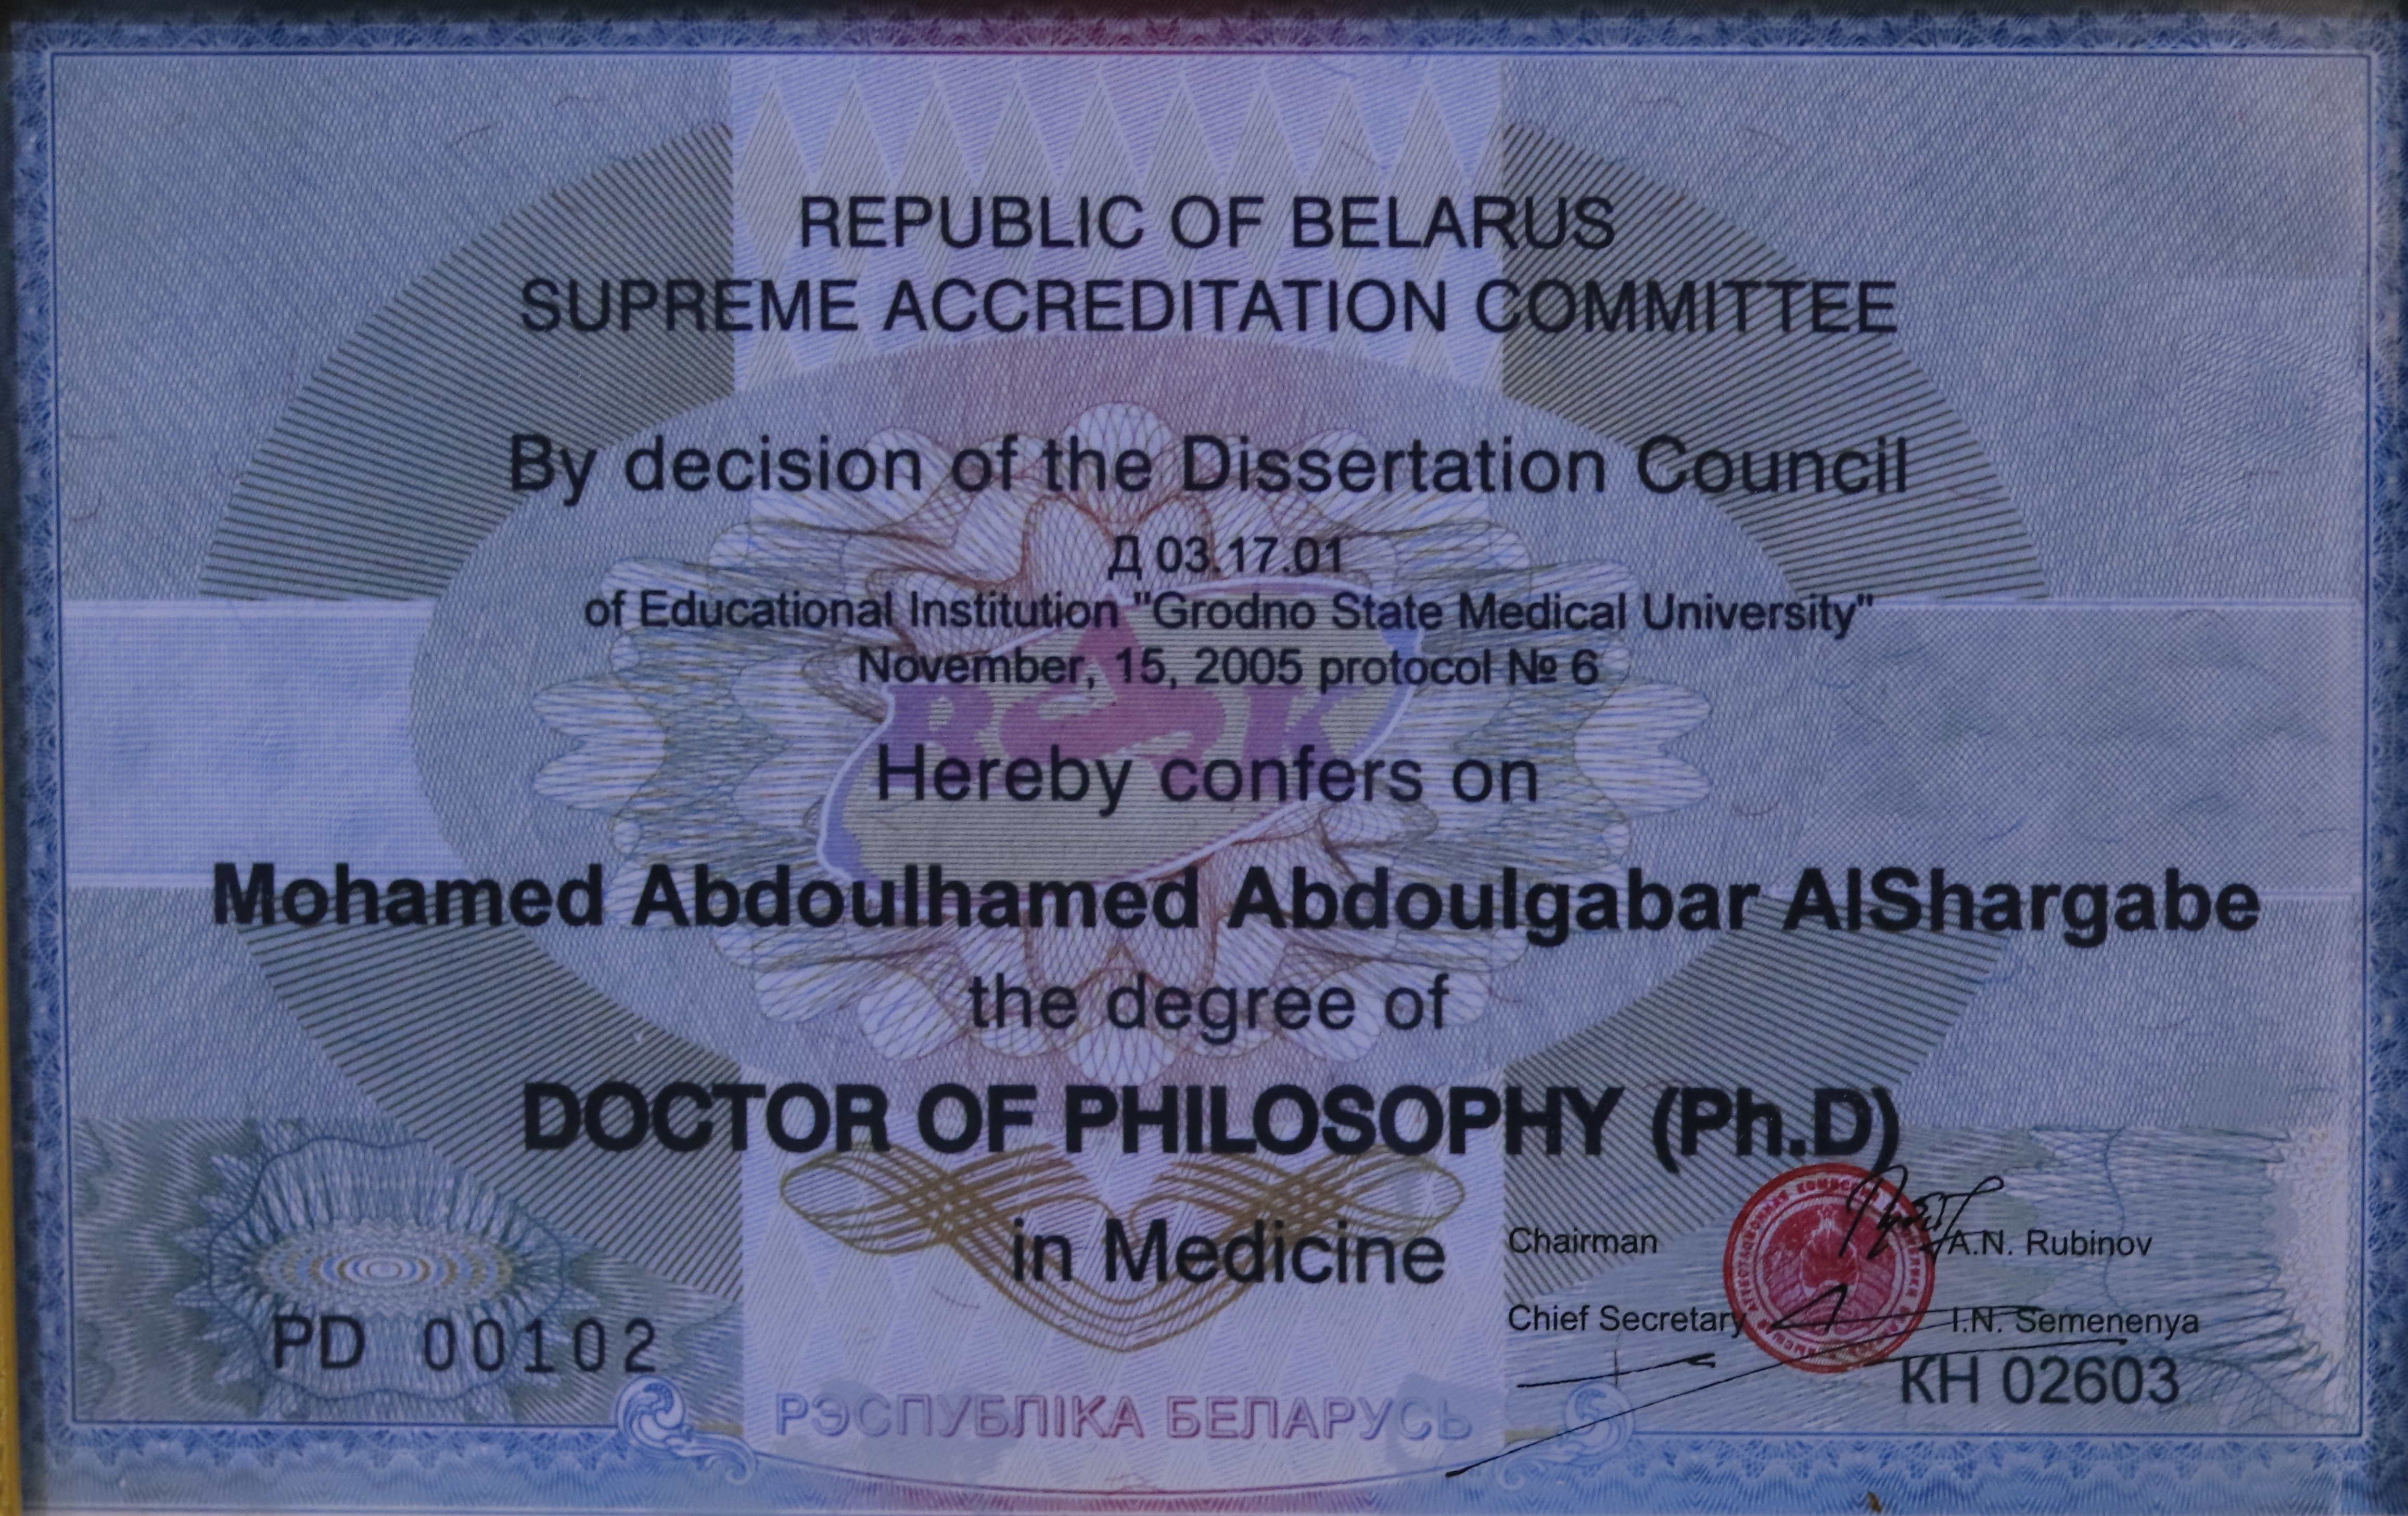 REPUBLIC OF BELARUS
SUPREME ACCREDITATION COMMITTEE
By decision of the Dissertation Council
Д 03.17.01
of Educational Institution "Grodno State Medical University"
November, 15, 2005 protocol № 6
Hereby confers on
Mohamed Abdoulhamed Abdoulgabar AlShargabe
the degree of
DOCTOR OF PHILOSOPHY (Ph.D)
in Medicine
Chairman A.N. Rubinov
Chief Secretary I.N. Semenenya
PD 00102
КН 02603
РЭСПУБЛІКА БЕЛАРУСЬ